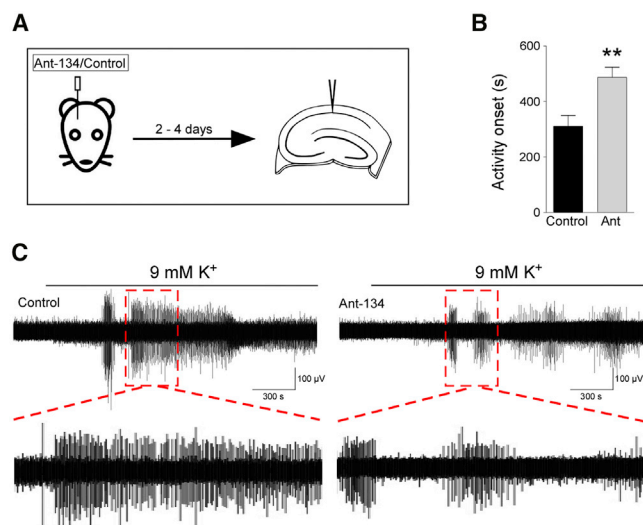 A
Ant-134/Control
2 - 4 days
B
Activity onset (s)
600
400
200
0
**
Control
Ant
C
9 mM K⁺
Control
100 µV
300 s
9 mM K⁺
Ant-134
100 µV
300 s